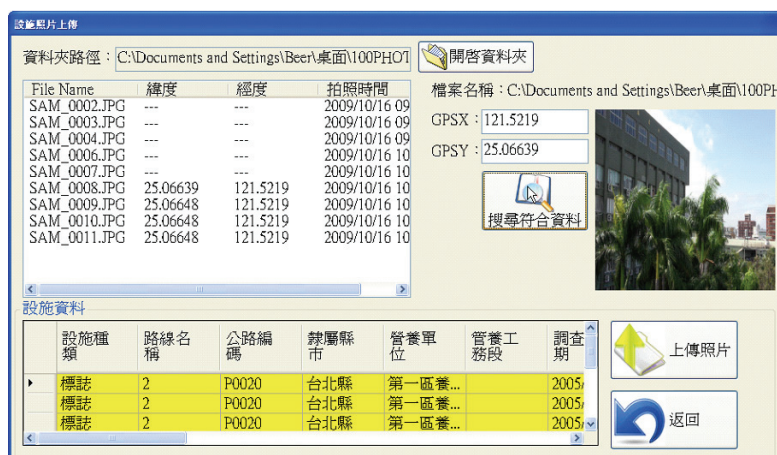 設施照片上傳
資料夾路徑：C:\Documents and Settings\Beer\桌面\100PHOT
開啓資料夾
File Name 緯度 經度 拍照時間
SAM_0002.JPG --- --- 2009/10/16 09
SAM_0003.JPG --- --- 2009/10/16 09
SAM_0004.JPG --- --- 2009/10/16 09
SAM_0006.JPG --- --- 2009/10/16 10
SAM_0007.JPG --- --- 2009/10/16 10
SAM_0008.JPG 25.06639 121.5219 2009/10/16 10
SAM_0009.JPG 25.06648 121.5219 2009/10/16 10
SAM_0010.JPG 25.06648 121.5219 2009/10/16 10
SAM_0011.JPG 25.06648 121.5219 2009/10/16 10
檔案名稱：C:\Documents and Settings\Beer\桌面\100PH
GPSX：121.5219
GPSY：25.06639
搜尋符合資料
設施資料
設施種類 路線名稱 公路編碼 隸屬縣市 營養單位 管養工務段 調查期
標誌 2 P0020 台北縣 第一區養... 2005/
標誌 2 P0020 台北縣 第一區養... 2005/
標誌 2 P0020 台北縣 第一區養... 2005/
上傳照片
返回